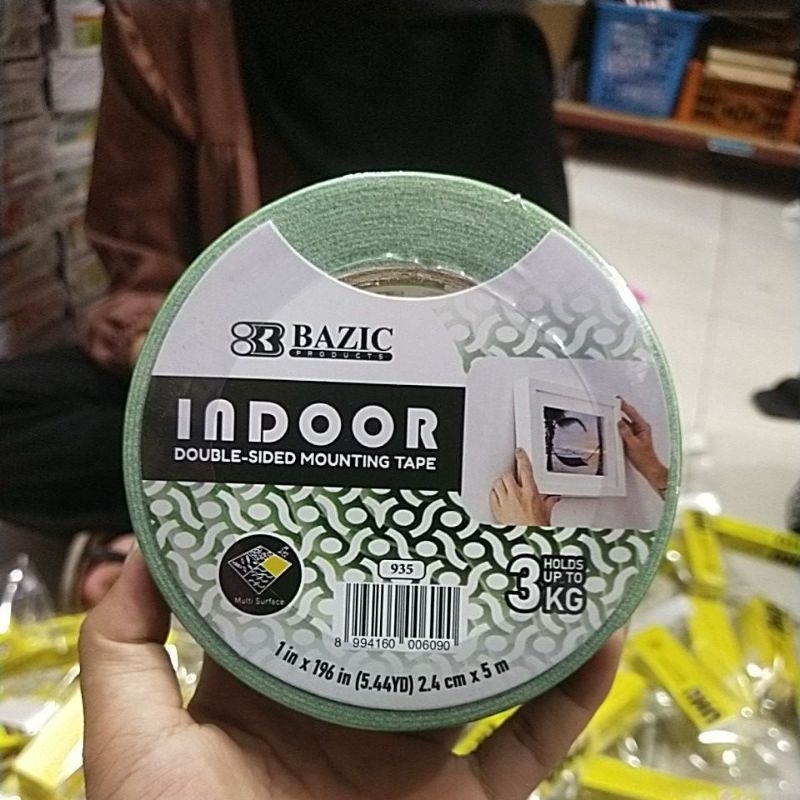 BAZIC
PRODUCTS
INDOOR
DOUBLE-SIDED MOUNTING TAPE
Multi Surface
935
3 HOLDS UP TO KG
8 994160 006090
1 in x 196 in (5.44YD) 2.4 cm x 5 m